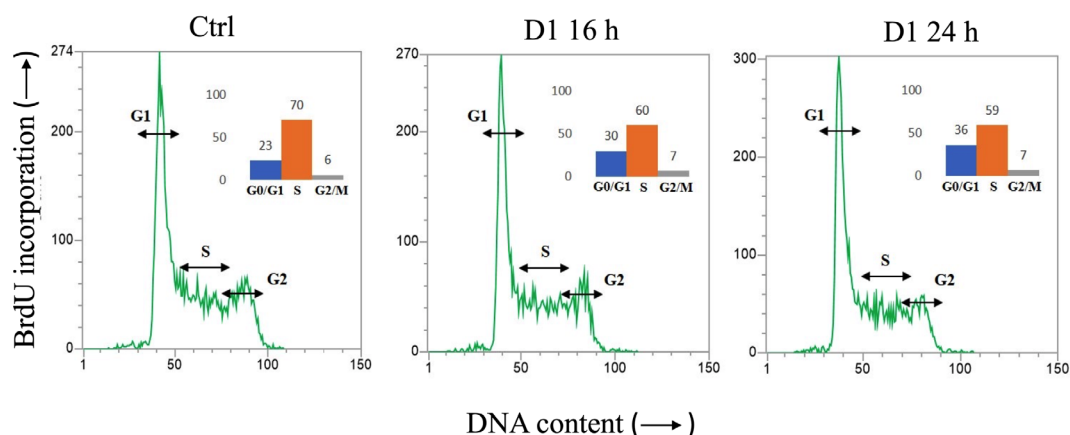 Ctrl
D1 16 h
D1 24 h
BrdU incorporation (⟶)
274
200
100
0
1
50
100
150
G1
S
G2
100
50
0
23
70
6
G0/G1 S G2/M
270
200
100
0
1
50
100
150
G1
S
G2
100
50
0
30
60
7
G0/G1 S G2/M
300
200
100
0
1
50
100
150
G1
S
G2
100
50
0
36
59
7
G0/G1 S G2/M
DNA content (⟶)